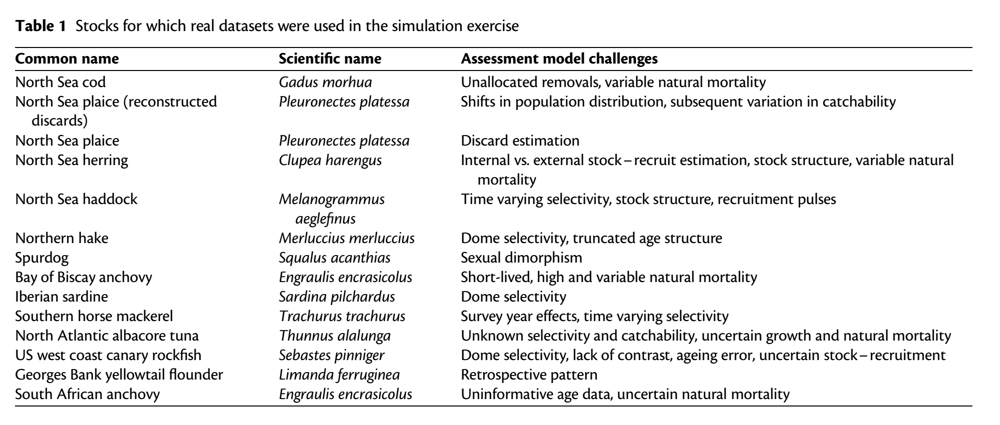 Table 1 Stocks for which real datasets were used in the simulation exercise
Common name Scientific name Assessment model challenges
North Sea cod Gadus morhua Unallocated removals, variable natural mortality
North Sea plaice (reconstructed Pleuronectes platessa Shifts in population distribution, subsequent variation in catchability
discards)
North Sea plaice Pleuronectes platessa Discard estimation
North Sea herring Clupea harengus Internal vs. external stock–recruit estimation, stock structure, variable natural
mortality
North Sea haddock Melanogrammus Time varying selectivity, stock structure, recruitment pulses
aeglefinus
Northern hake Merluccius merluccius Dome selectivity, truncated age structure
Spurdog Squalus acanthias Sexual dimorphism
Bay of Biscay anchovy Engraulis encrasicolus Short-lived, high and variable natural mortality
Iberian sardine Sardina pilchardus Dome selectivity
Southern horse mackerel Trachurus trachurus Survey year effects, time varying selectivity
North Atlantic albacore tuna Thunnus alalunga Unknown selectivity and catchability, uncertain growth and natural mortality
US west coast canary rockfish Sebastes pinniger Dome selectivity, lack of contrast, ageing error, uncertain stock–recruitment
Georges Bank yellowtail flounder Limanda ferruginea Retrospective pattern
South African anchovy Engraulis encrasicolus Uninformative age data, uncertain natural mortality